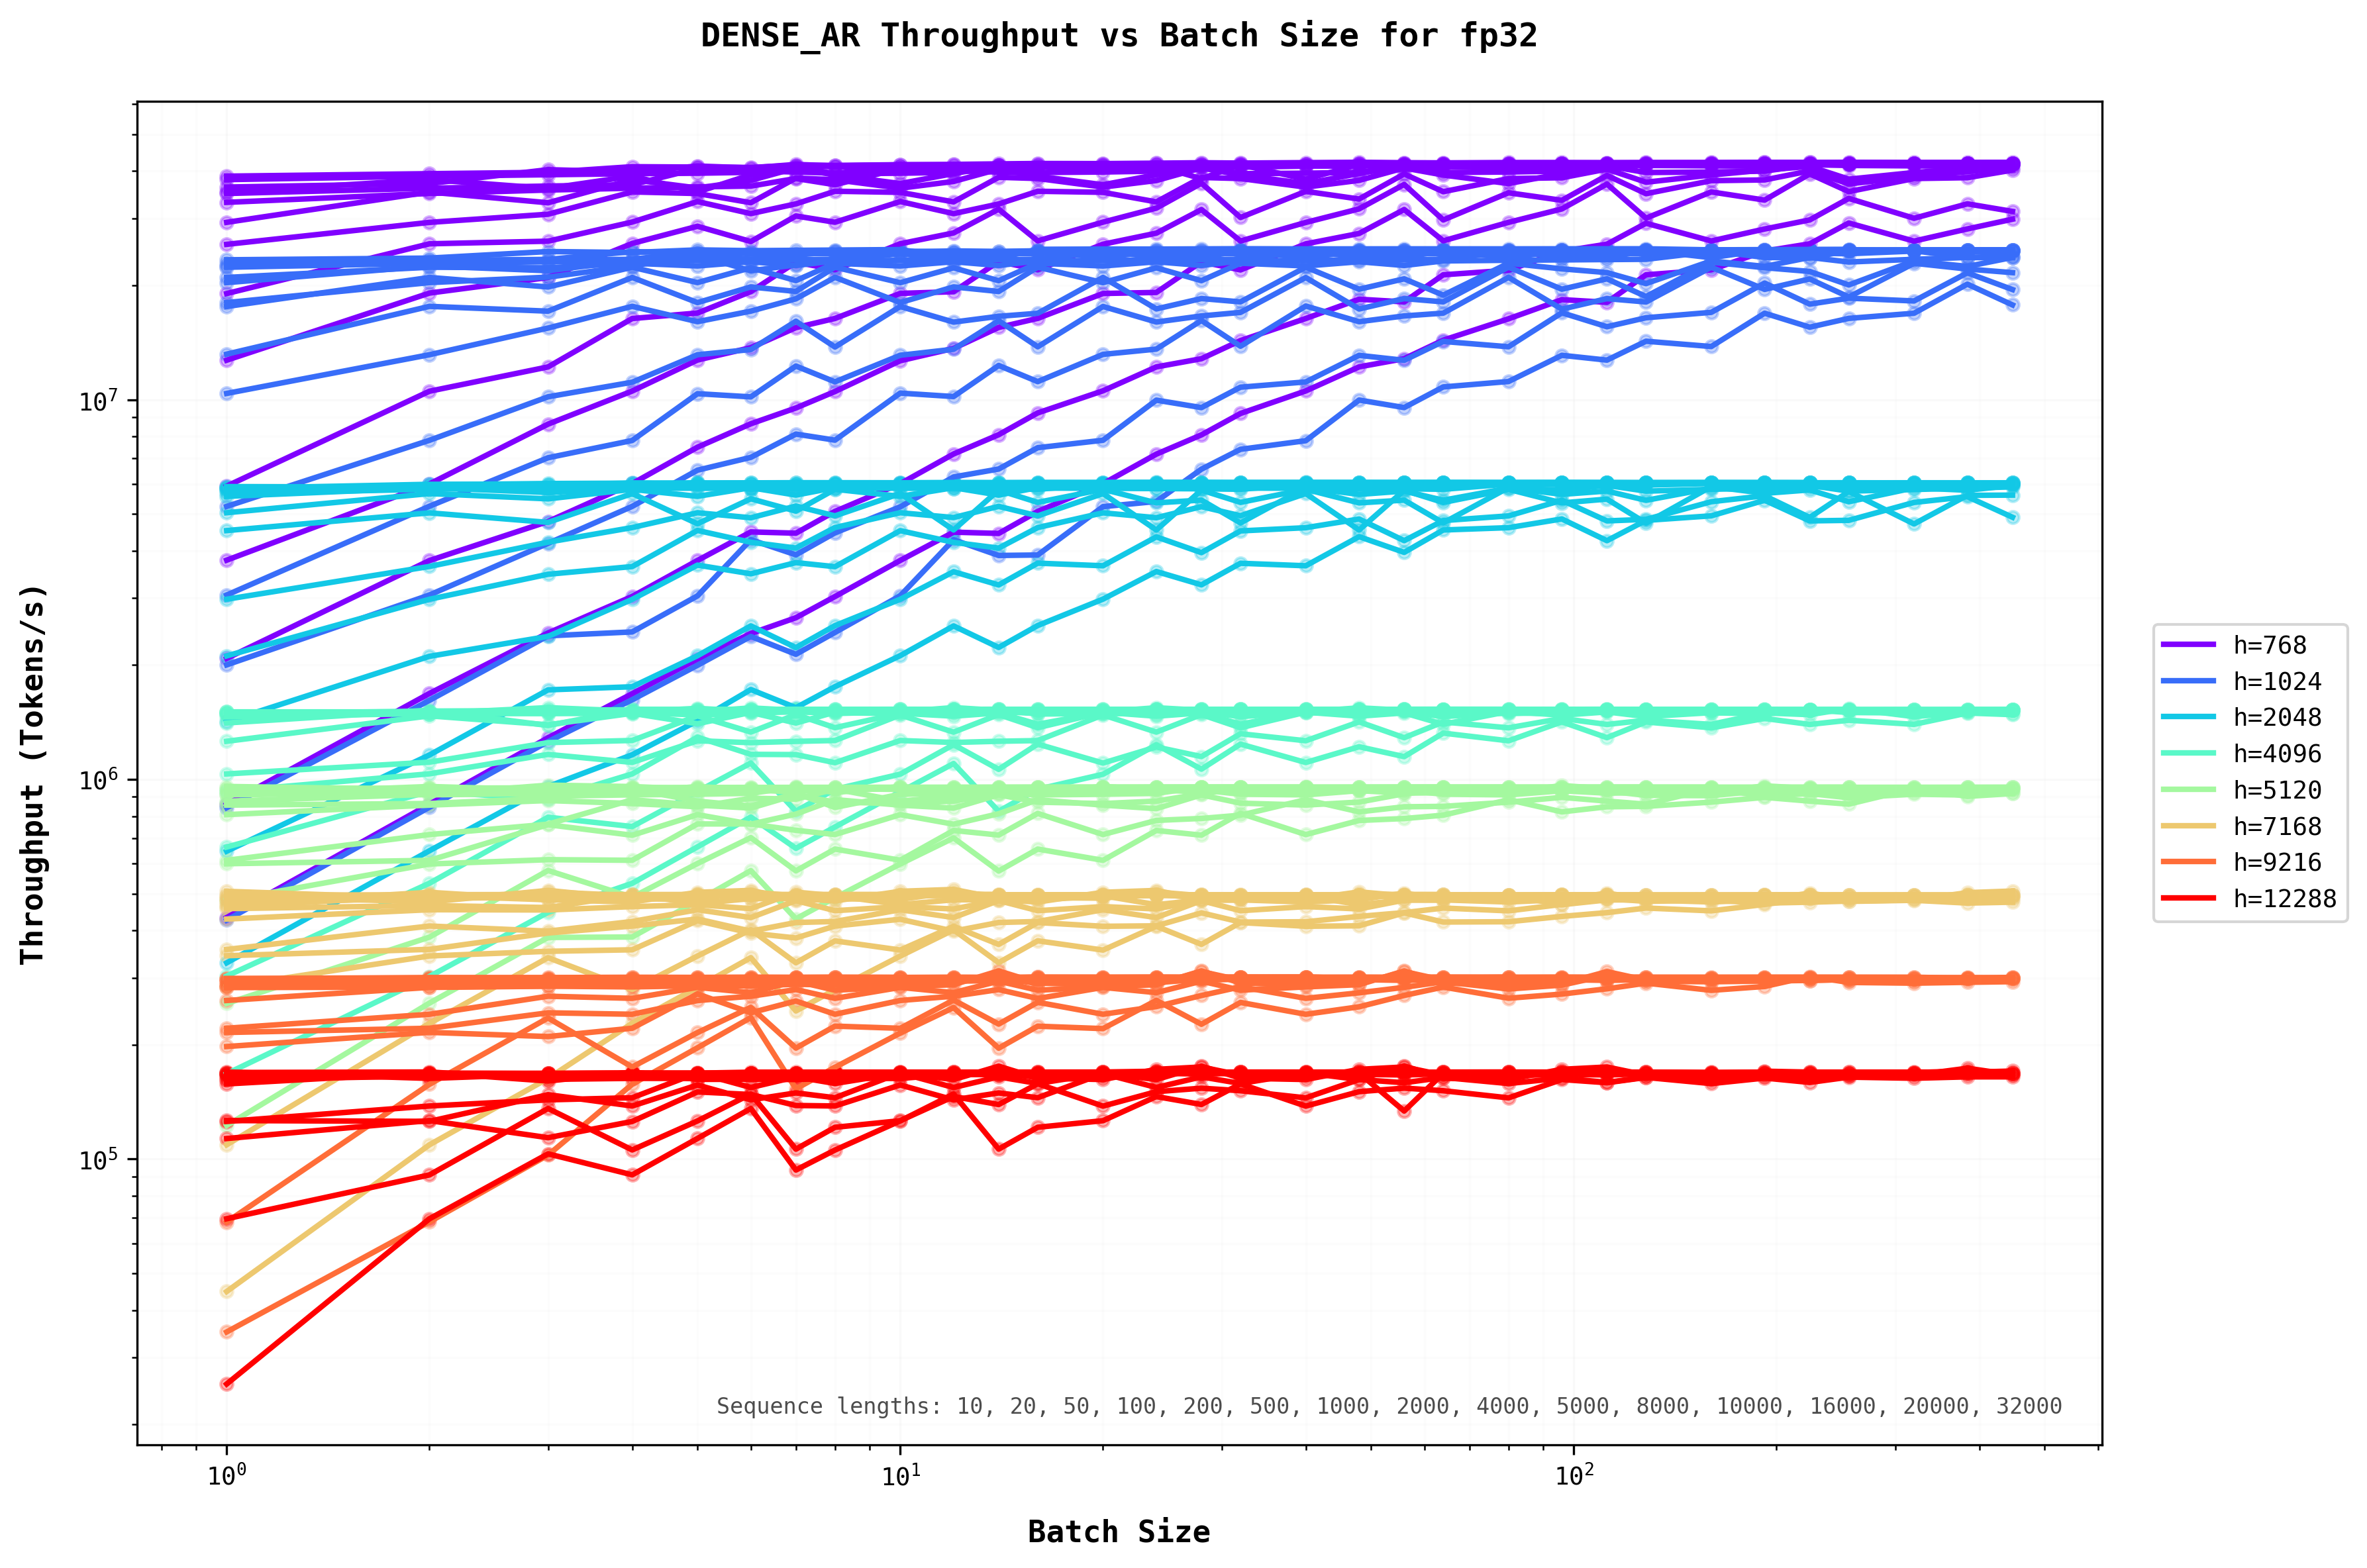 DENSE_AR Throughput vs Batch Size for fp32
Throughput (Tokens/s)
10⁷
10⁶
10⁵
h=768
h=1024
h=2048
h=4096
h=5120
h=7168
h=9216
h=12288
Sequence lengths: 10, 20, 50, 100, 200, 500, 1000, 2000, 4000, 5000, 8000, 10000, 16000, 20000, 32000
10⁰ 10¹ 10²
Batch Size